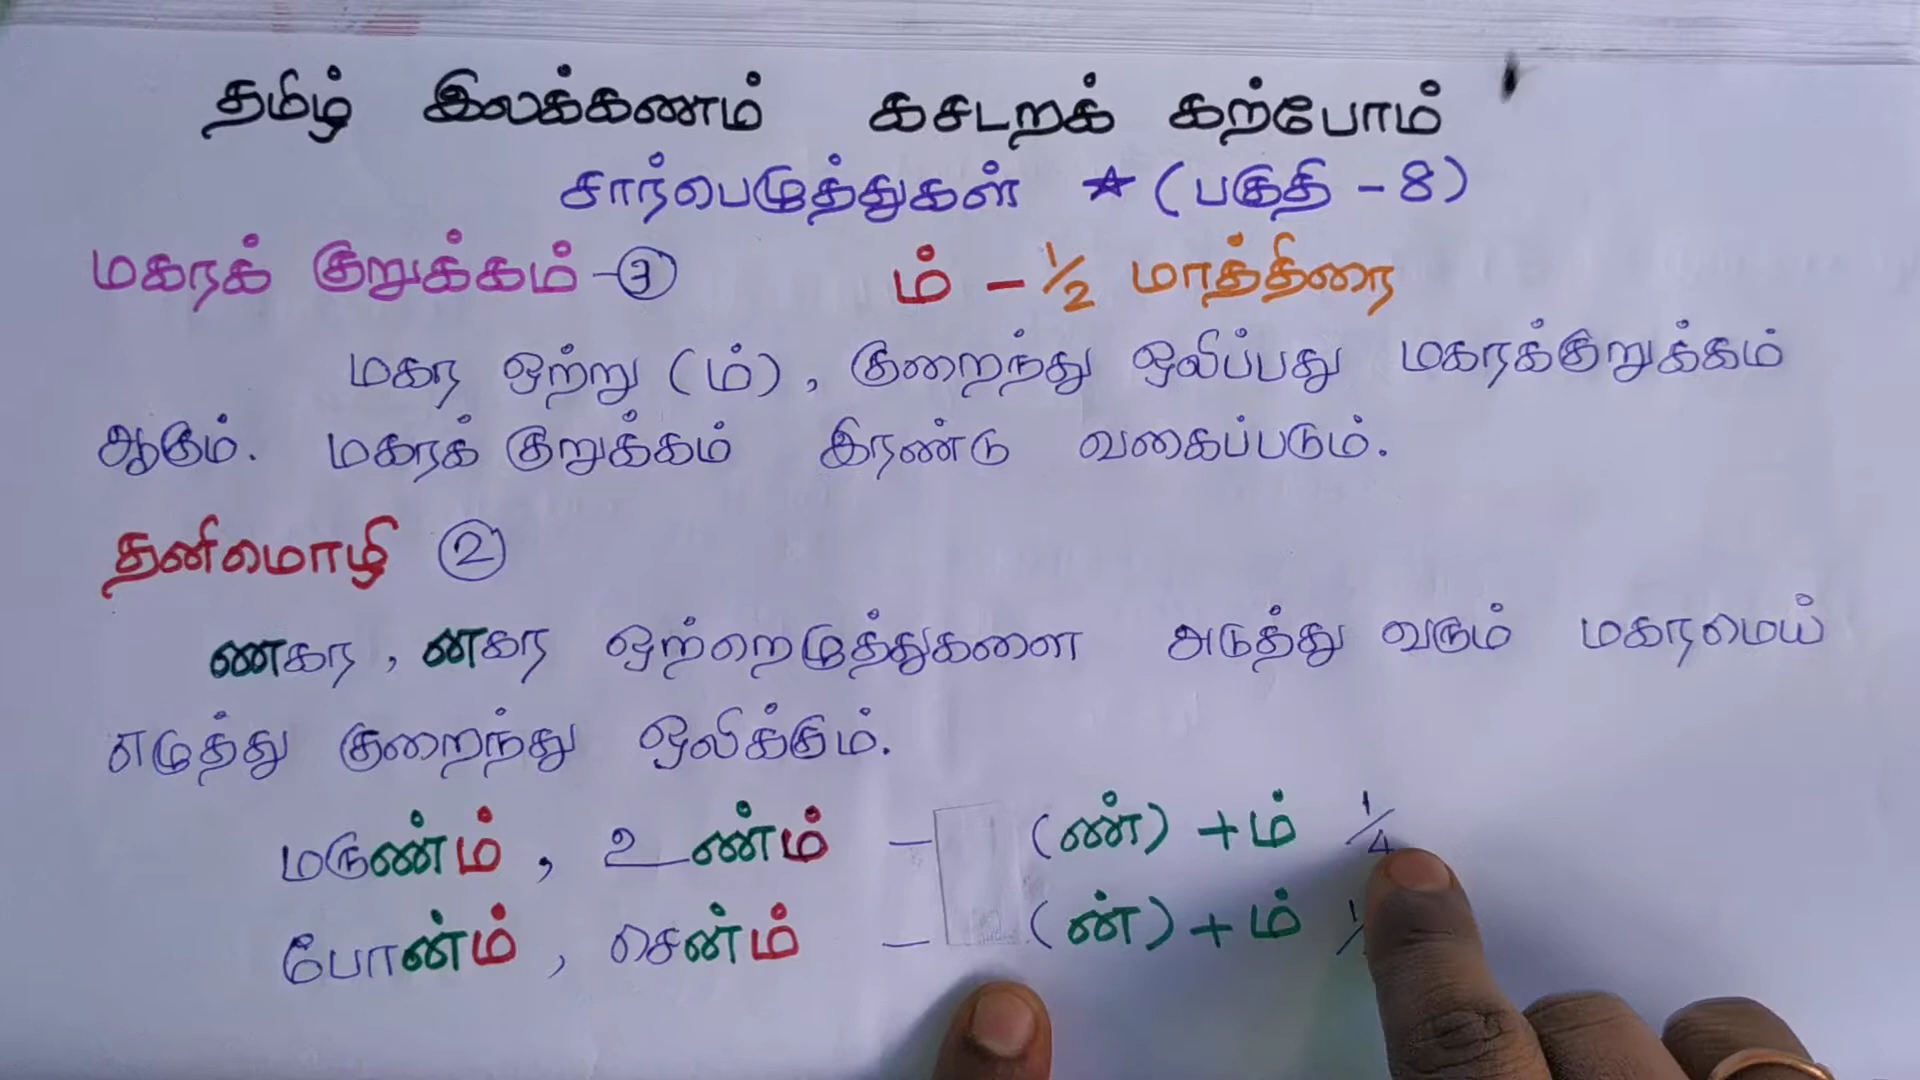 தமிழ் இலக்கணம் கசடறக் கற்போம்
சார்பெழுத்துகள் ★ (பகுதி - 8)
மகரக் குறுக்கம் - 3 ம் - 1/2 மாத்திரை
மகர ஒற்று (ம்), குறைந்து ஒலிப்பது மகரக்குறுக்கம்
ஆகும். மகரக் குறுக்கம் இரண்டு வகைப்படும்.
தனிமொழி 2
ணகர, னகர ஒற்றெழுத்துகளை அடுத்து வரும் மகரமெய்
எழுத்து குறைந்து ஒலிக்கும்.
மருண்ம், உண்ம் - (ண்) + ம் 1/4
போன்ம், சென்ம் - (ன்) + ம்